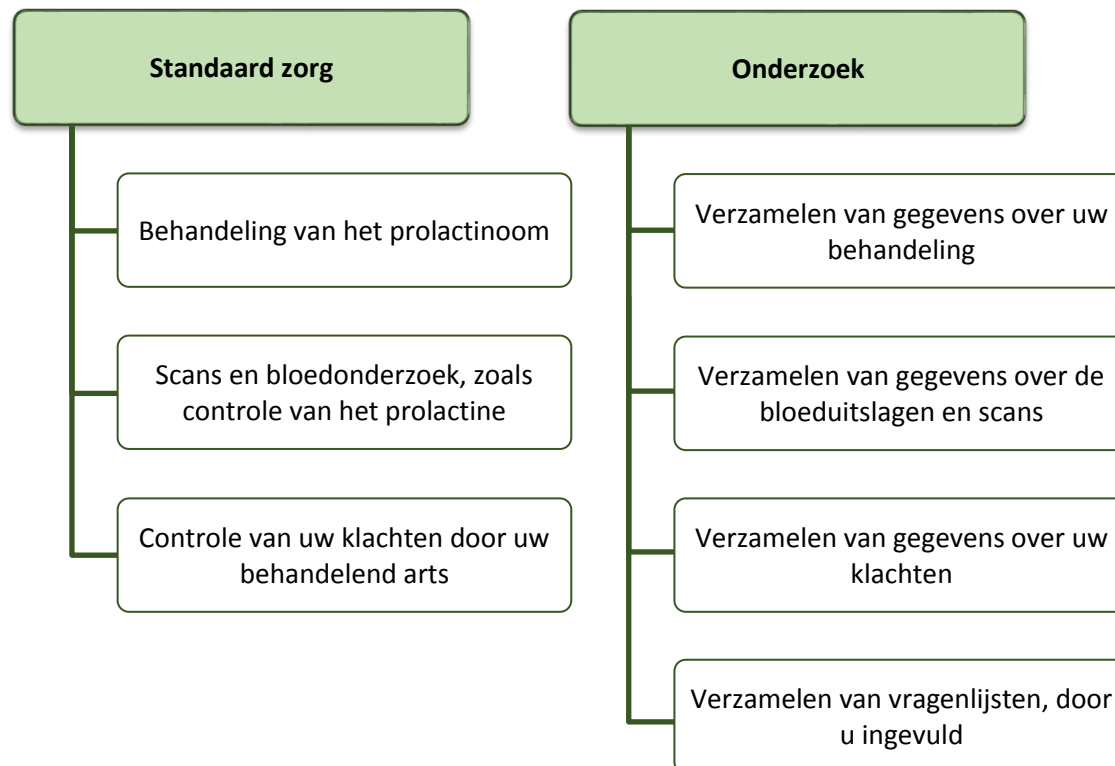 Standaard zorg
Behandeling van het prolactinoom
Scans en bloedonderzoek, zoals
controle van het prolactine
Controle van uw klachten door uw
behandelend arts
Onderzoek
Verzamelen van gegevens over uw
behandeling
Verzamelen van gegevens over de
bloeduitslagen en scans
Verzamelen van gegevens over uw
klachten
Verzamelen van vragenlijsten, door
u ingevuld